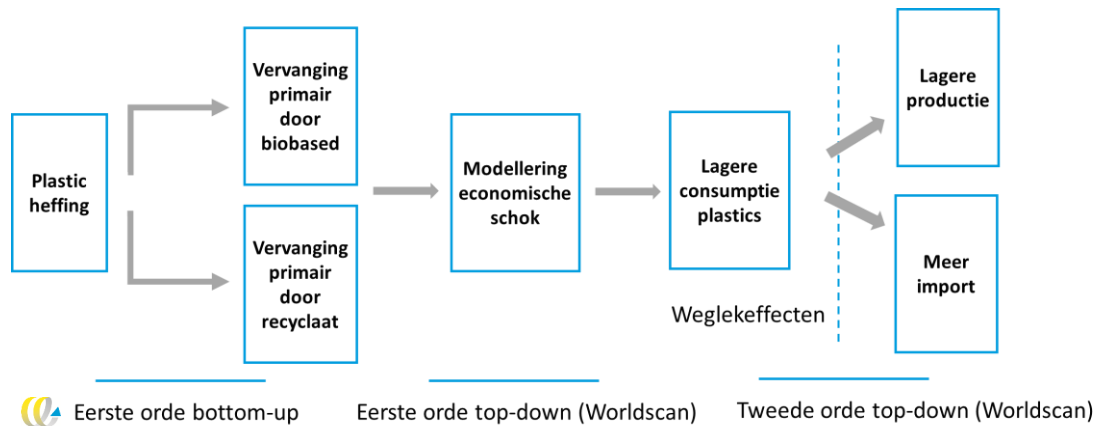 Plastic
heffing
Vervanging
primair
door
biobased
Vervanging
primair
door
recyclaat
Modellering
economische
schok
Lagere
consumptie
plastics
Weglekeffecten
Lagere
productie
Meer
import
Eerste orde bottom-up
Eerste orde top-down (Worldscan)
Tweede orde top-down (Worldscan)